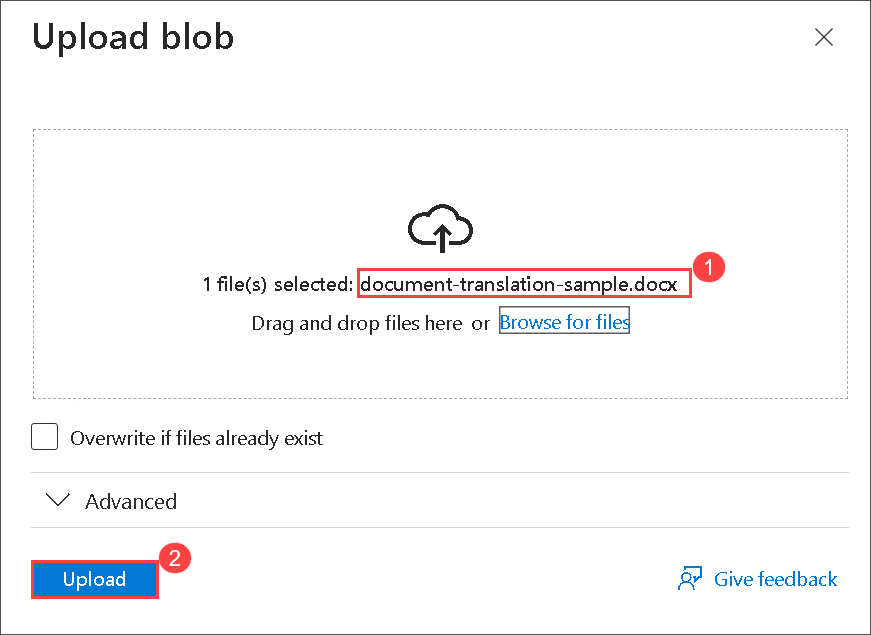 Upload blob
1 file(s) selected: document-translation-sample.docx
1
Drag and drop files here or Browse for files
Overwrite if files already exist
Advanced
2
Upload
Give feedback